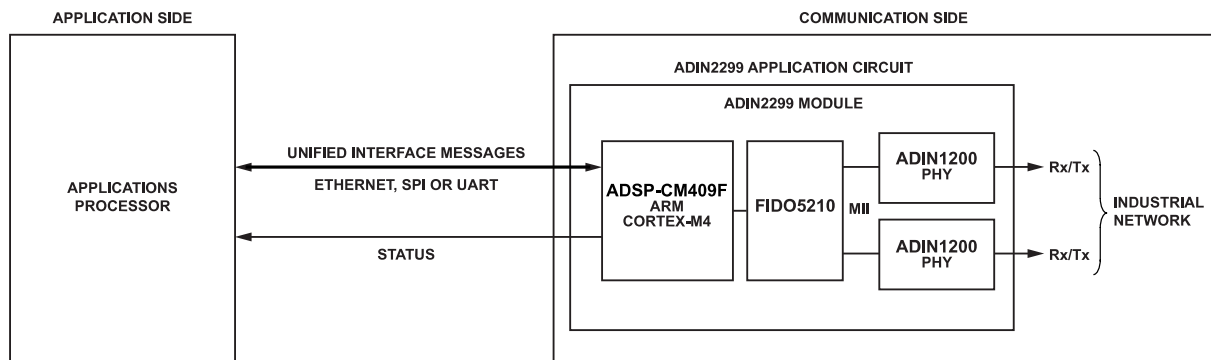 APPLICATION SIDE
COMMUNICATION SIDE
ADIN2299 APPLICATION CIRCUIT
ADIN2299 MODULE
APPLICATIONS
PROCESSOR
UNIFIED INTERFACE MESSAGES
ETHERNET, SPI OR UART
STATUS
ADSP-CM409F
ARM
CORTEX-M4
FIDO5210
MII
ADIN1200
PHY
ADIN1200
PHY
Rx/Tx
Rx/Tx
INDUSTRIAL
NETWORK